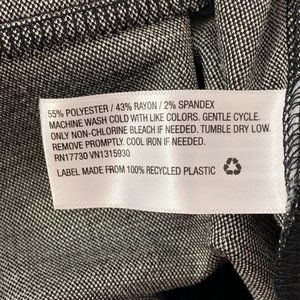 55% POLYESTER / 43% RAYON / 2% SPANDEX
MACHINE WASH COLD WITH LIKE COLORS. GENTLE CYCLE.
ONLY NON-CHLORINE BLEACH IF NEEDED. TUMBLE DRY LOW.
REMOVE PROMPTLY. COOL IRON IF NEEDED.
RN17730 VN1315930
LABEL MADE FROM 100% RECYCLED PLASTIC